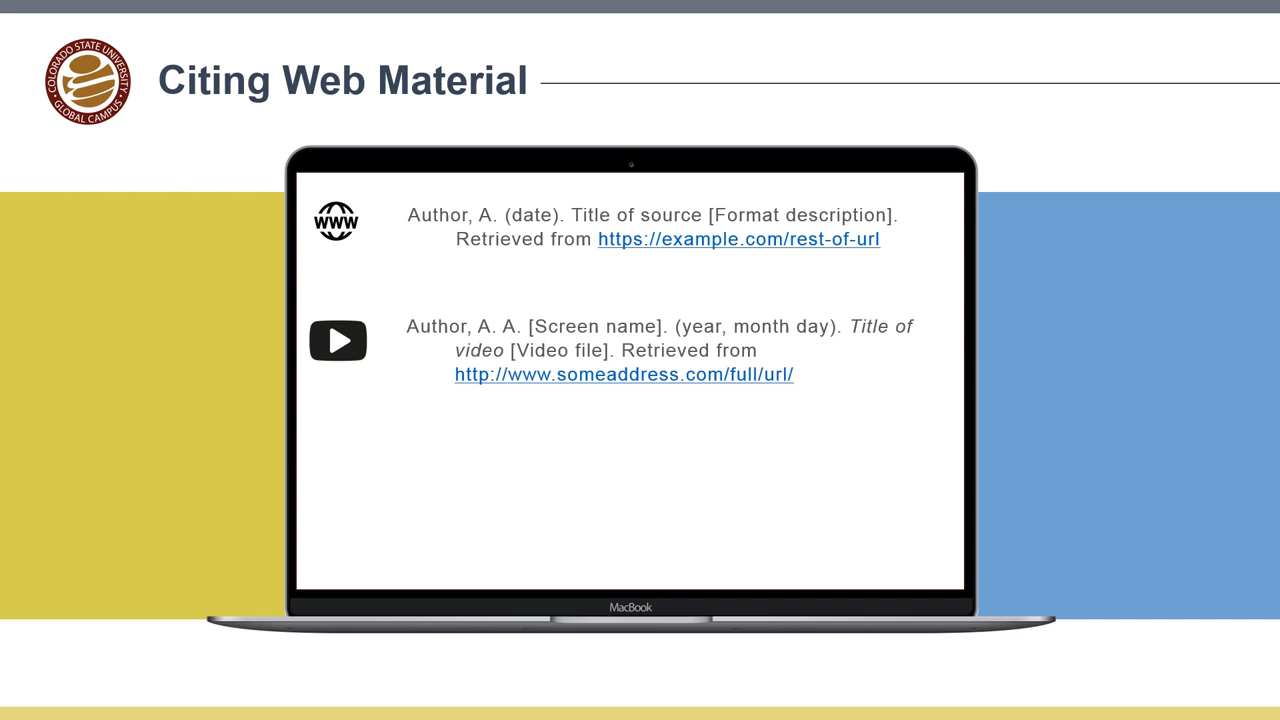 COLORADO STATE UNIVERSITY
GLOBAL CAMPUS
Citing Web Material
WWW
Author, A. (date). Title of source [Format description].
Retrieved from https://example.com/rest-of-url
Author, A. A. [Screen name]. (year, month day). Title of
video [Video file]. Retrieved from
http://www.someaddress.com/full/url/
MacBook